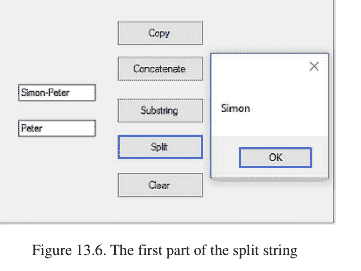 Copy
Concatenate
Simon-Peter
Substring
Simon
Peter
Split
OK
Clear
Figure 13.6. The first part of the split string